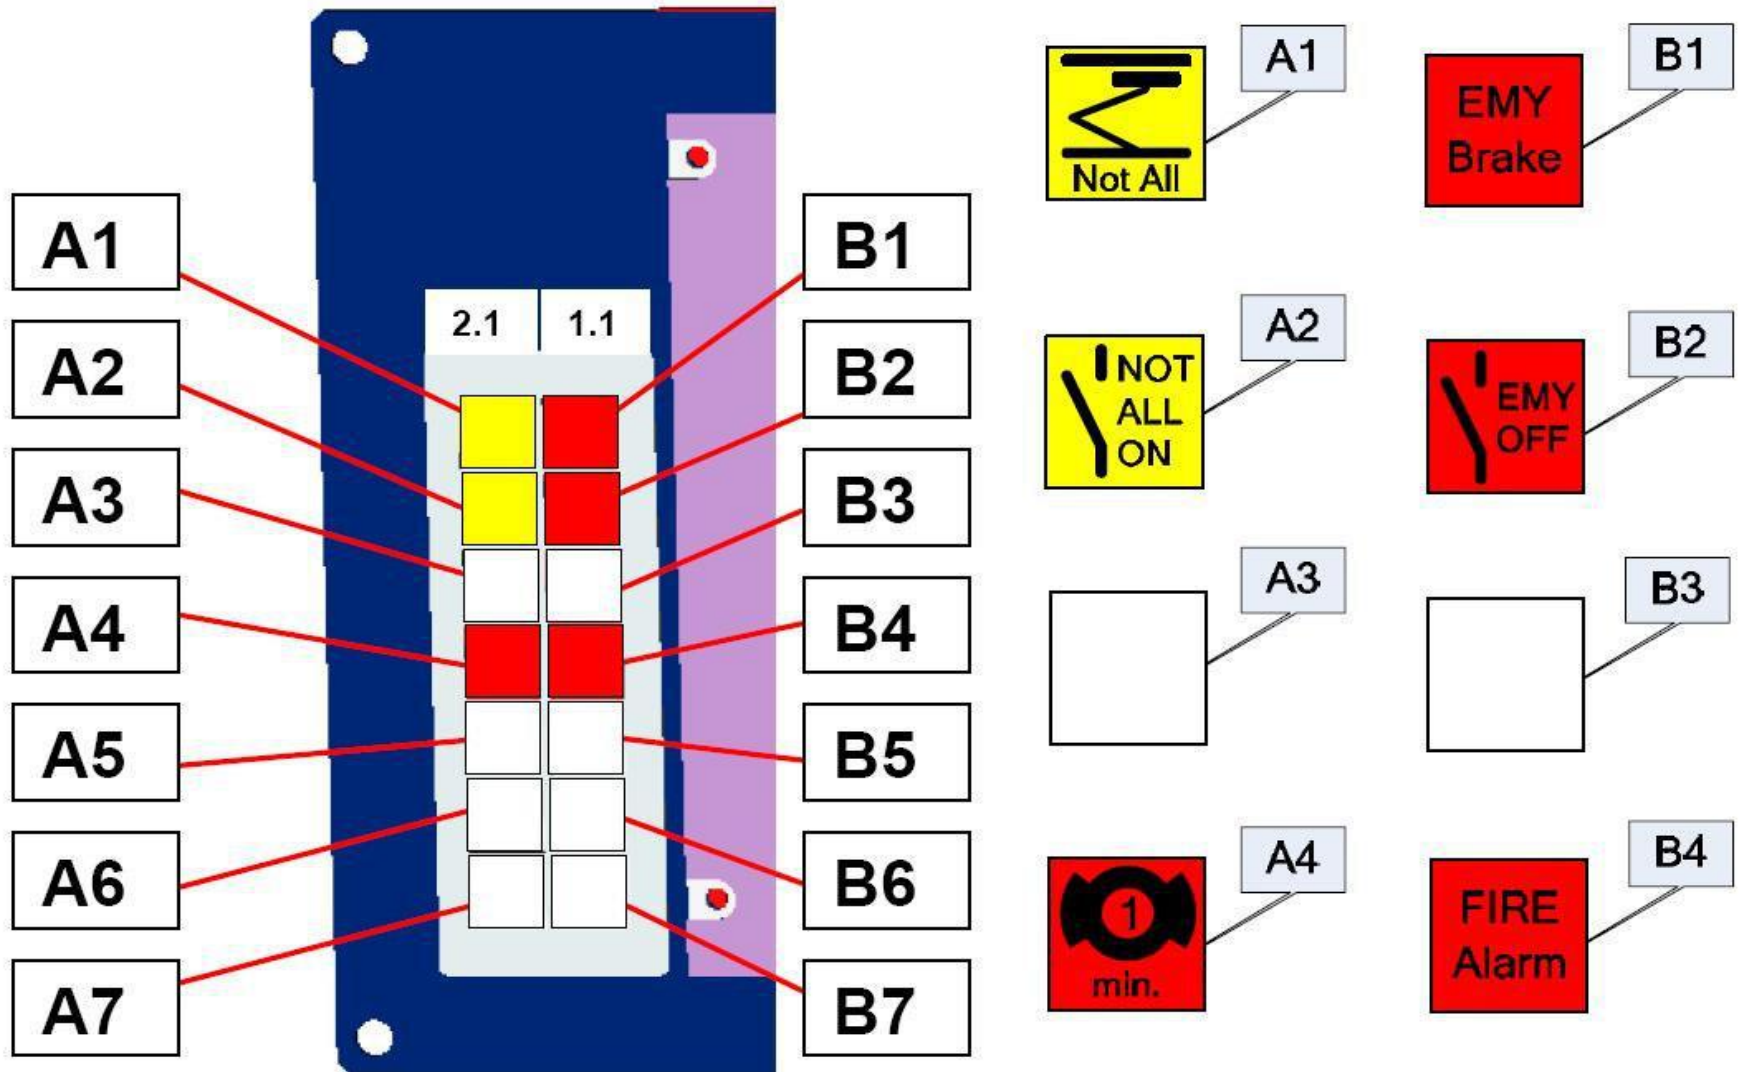 A1
A2
A3
A4
A5
A6
A7
2.1 1.1
B1
B2
B3
B4
B5
B6
B7
Not All
A1
EMY
Brake
B1
NOT
ALL
ON
A2
EMY
OFF
B2
A3
B3
1
min.
A4
FIRE
Alarm
B4